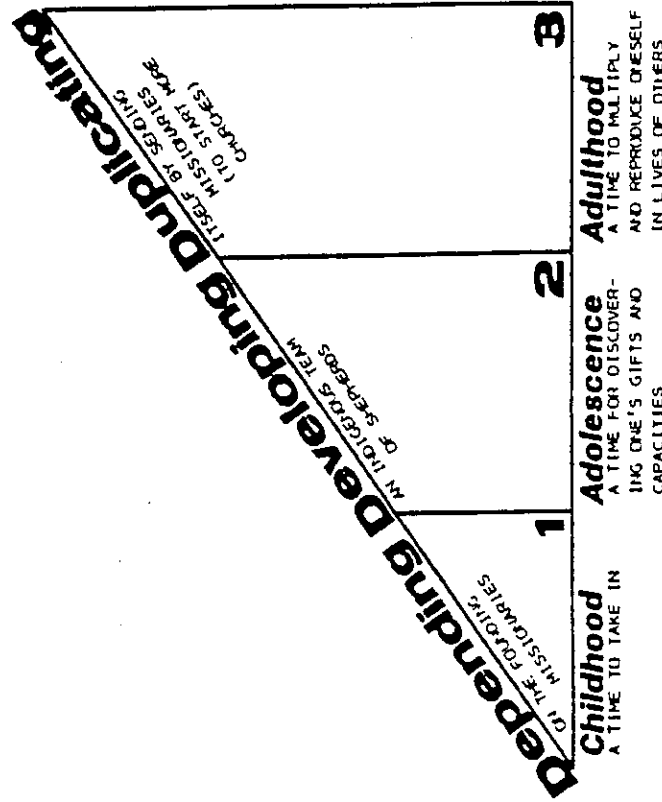 Depending Developing Duplicating
ON THE FOUNDING
MISSIONARIES
AN INDIGENOUS TEAM
OF SHEPHERDS
ITSELF BY SENDING
MISSIONARIES
(TO START MORE
CHURCHES)
1
2
3
Childhood
A TIME TO TAKE IN
Adolescence
A TIME FOR DISCOVER-
ING ONE'S GIFTS AND
CAPACITIES
Adulthood
A TIME TO MULTIPLY
AND REPRODUCE ONESELF
IN LIVES OF OTHERS